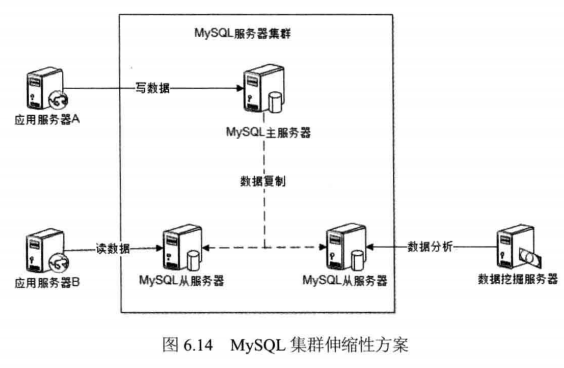 MySQL服务器集群
写数据
应用服务器A
MySQL主服务器
数据复制
读数据
数据分析
应用服务器B
MySQL从服务器
MySQL从服务器
数据挖掘服务器
图 6.14 MySQL 集群伸缩性方案